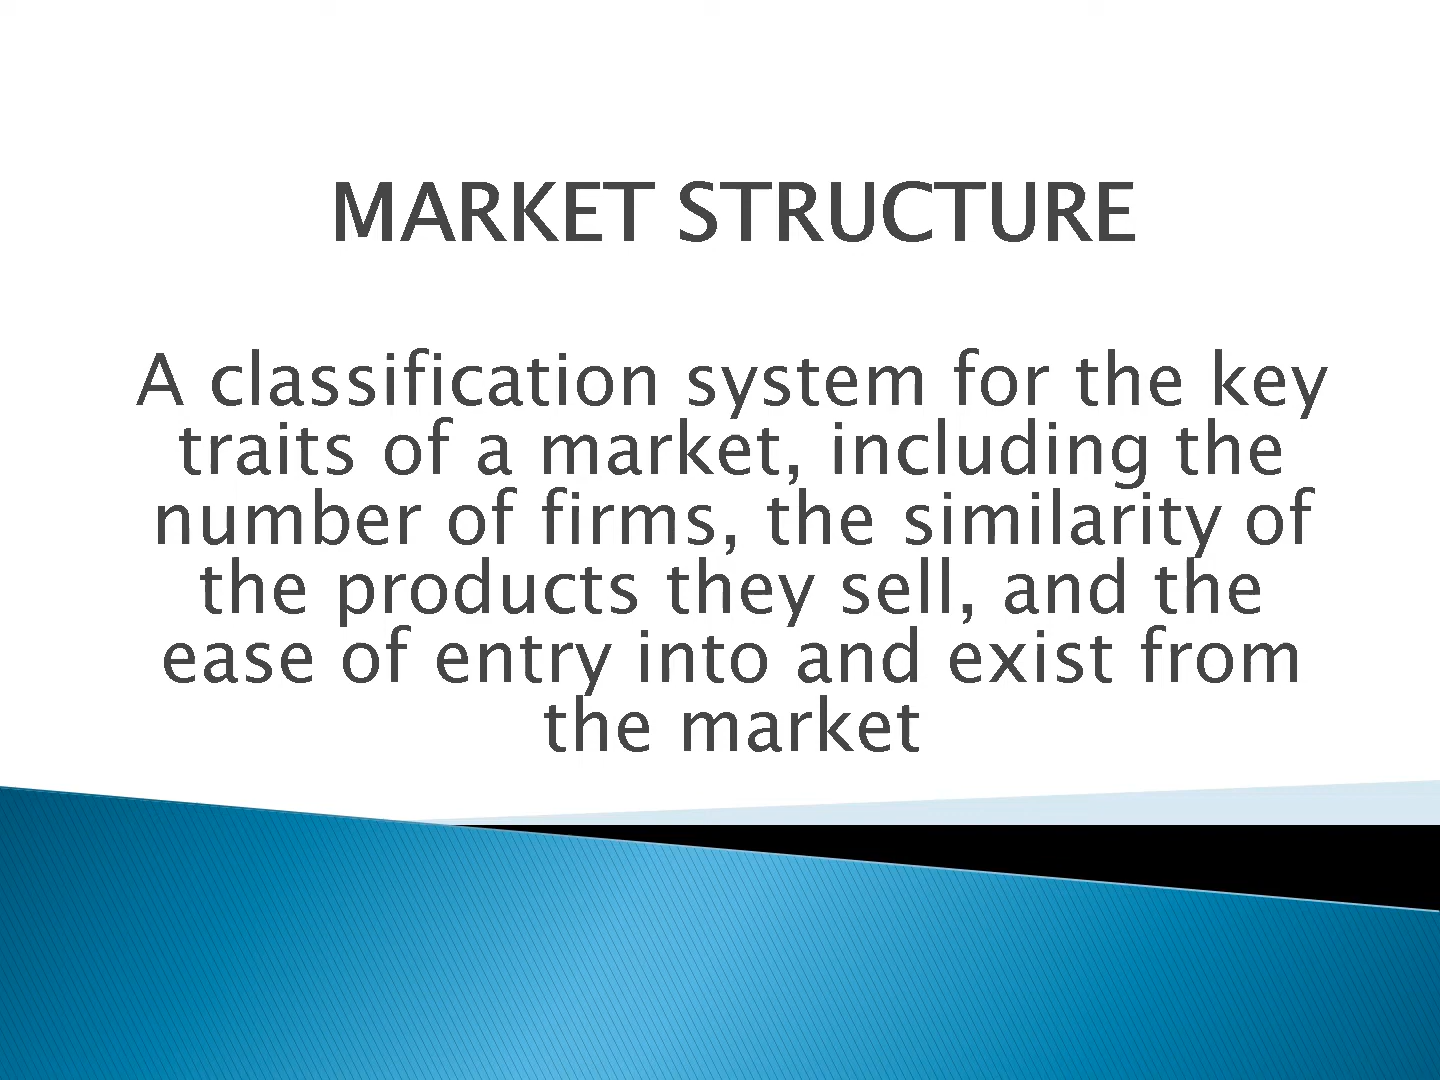 MARKET STRUCTURE
A classification system for the key
traits of a market, including the
number of firms, the similarity of
the products they sell, and the
ease of entry into and exist from
the market